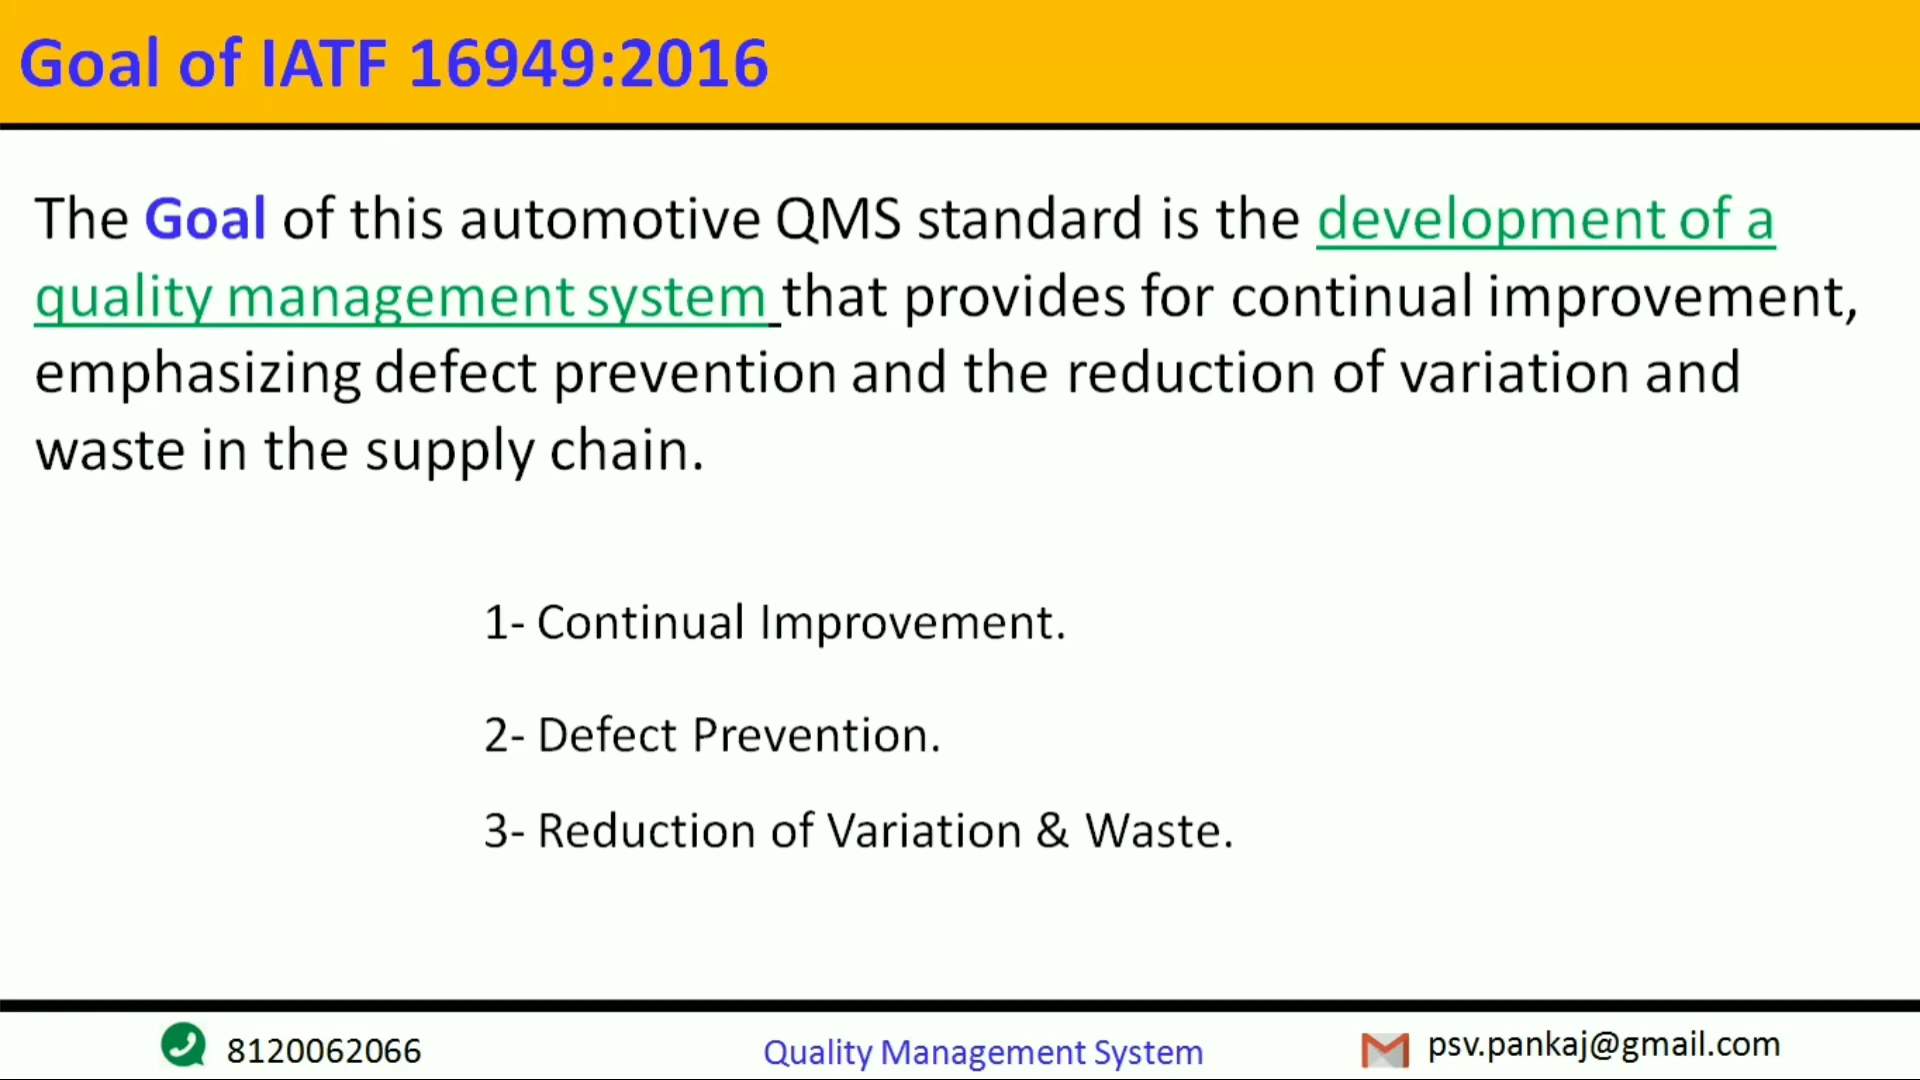 Goal of IATF 16949:2016
The Goal of this automotive QMS standard is the development of a
quality management system that provides for continual improvement,
emphasizing defect prevention and the reduction of variation and
waste in the supply chain.
1- Continual Improvement.
2- Defect Prevention.
3- Reduction of Variation & Waste.
8120062066
Quality Management System
psv.pankaj@gmail.com